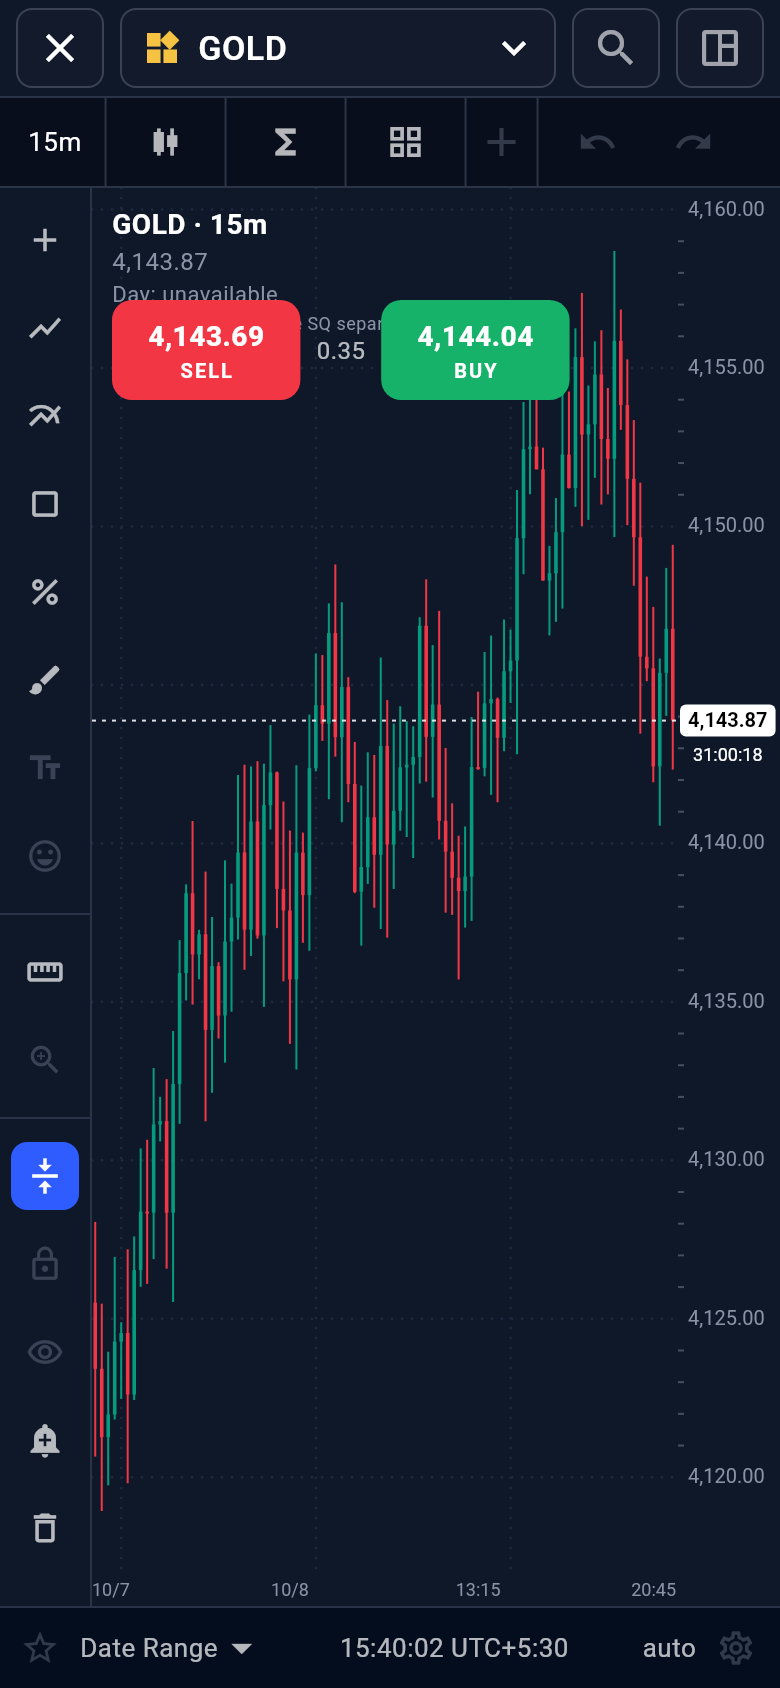 GOLD
15m
GOLD · 15m
4,143.87
Day: unavailable
SQ
4,143.69
SELL
0.35
4,144.04
BUY
4,160.00
4,155.00
4,150.00
4,143.87
31:00:18
4,140.00
4,135.00
4,130.00
4,125.00
4,120.00
10/7 10/8 13:15 20:45
Date Range 15:40:02 UTC+5:30 auto